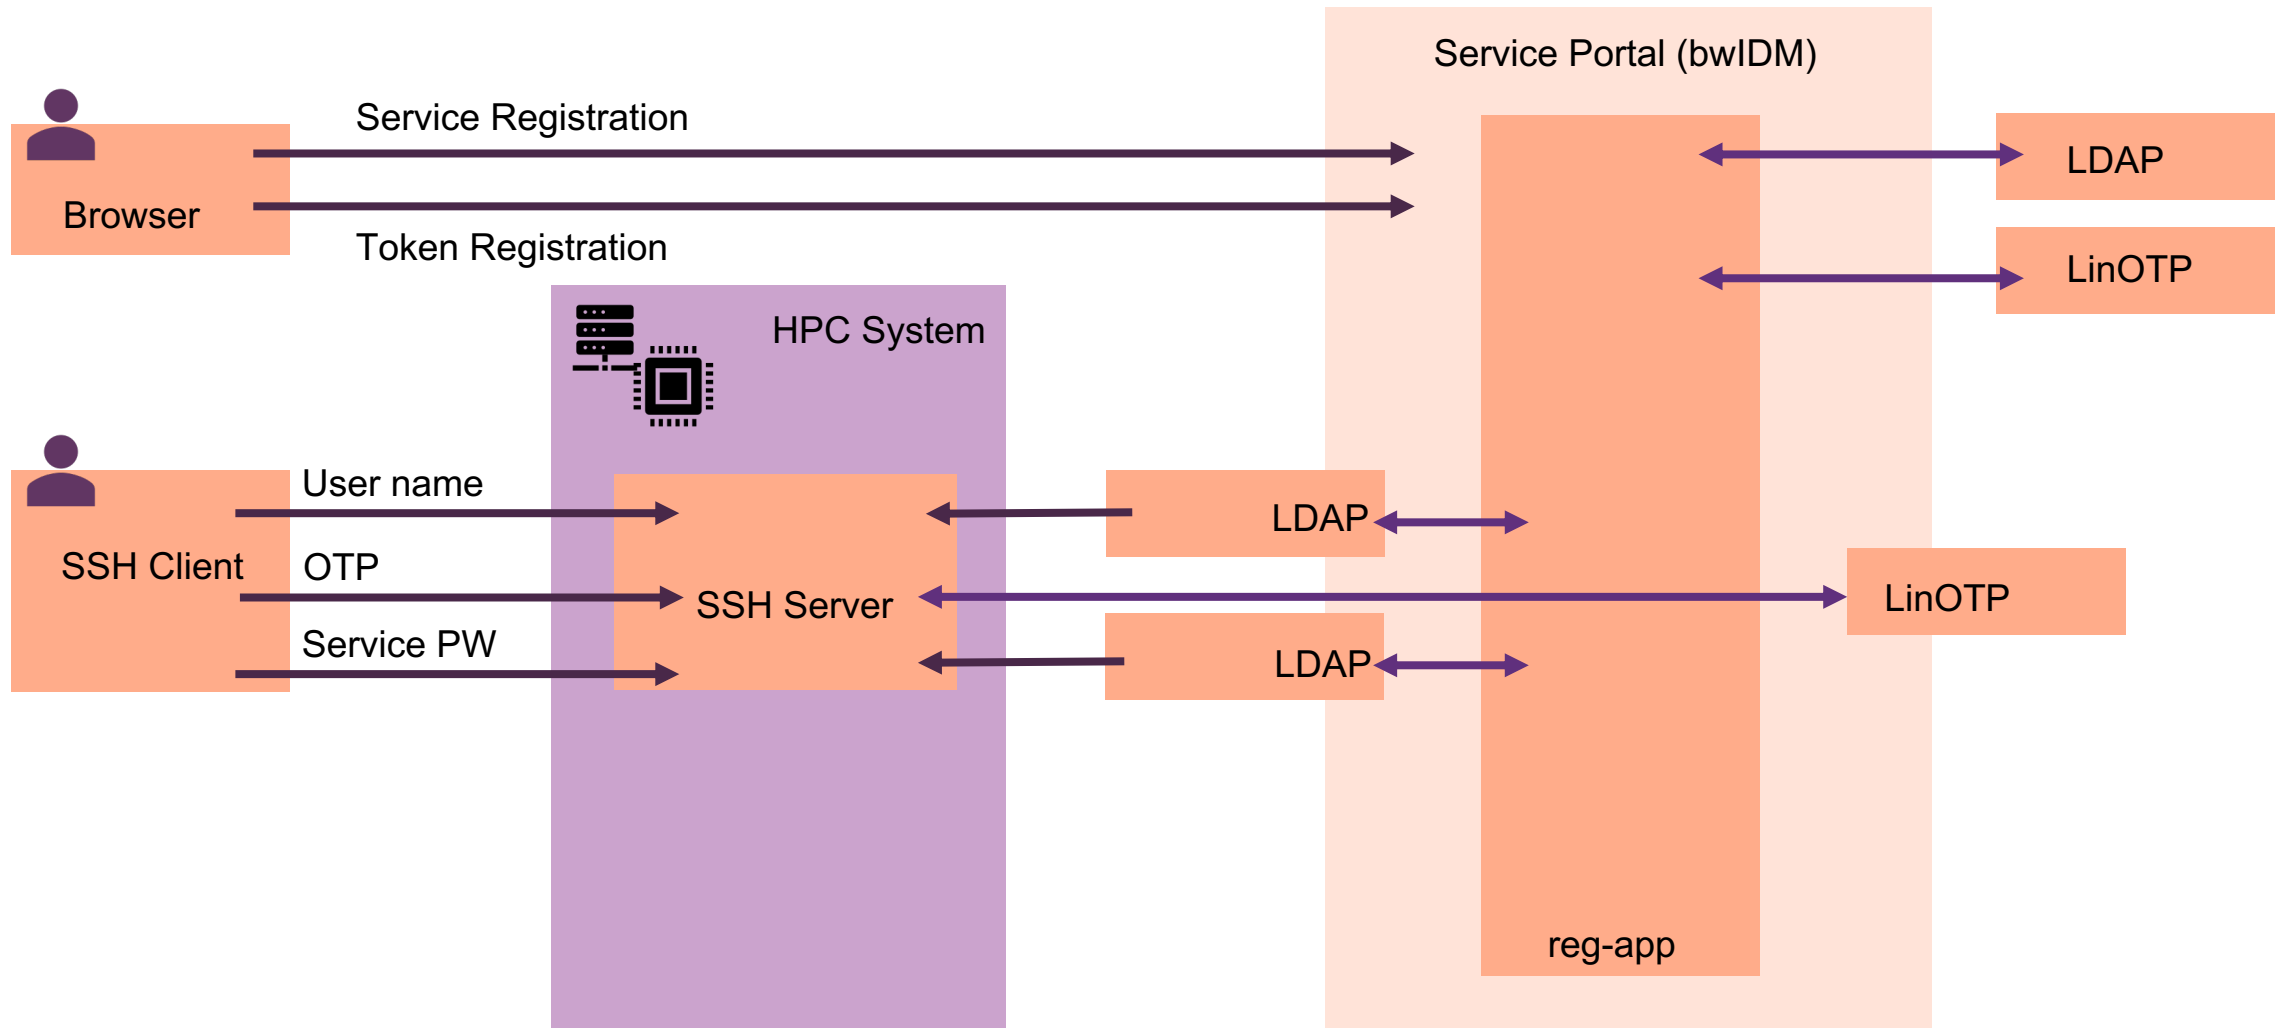 Service Portal (bwIDM)
Service Registration
LDAP
Browser
Token Registration
LinOTP
HPC System
User name
LDAP
SSH Client
OTP
SSH Server
LinOTP
Service PW
LDAP
reg-app